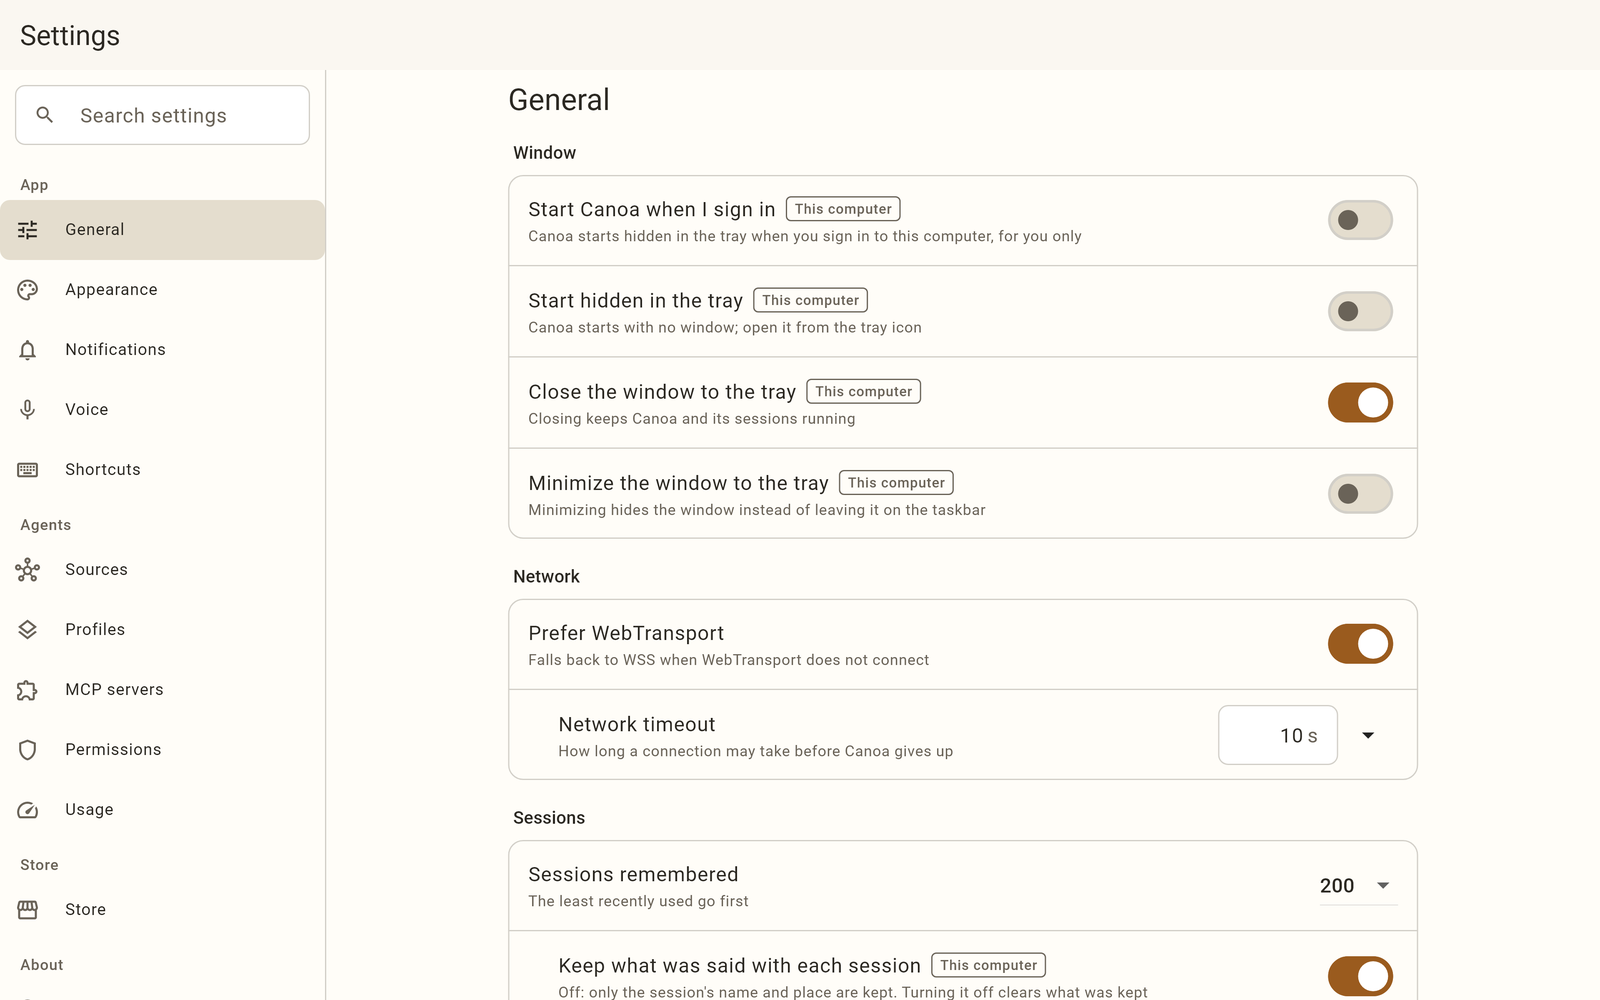 Settings
Search settings
App
General
Appearance
Notifications
Voice
Shortcuts
Agents
Sources
Profiles
MCP servers
Permissions
Usage
Store
Store
About
General
Window
Start Canoa when I sign in This computer
Canoa starts hidden in the tray when you sign in to this computer, for you only
Start hidden in the tray This computer
Canoa starts with no window; open it from the tray icon
Close the window to the tray This computer
Closing keeps Canoa and its sessions running
Minimize the window to the tray This computer
Minimizing hides the window instead of leaving it on the taskbar
Network
Prefer WebTransport
Falls back to WSS when WebTransport does not connect
Network timeout
How long a connection may take before Canoa gives up
10 s
Sessions
Sessions remembered
The least recently used go first
200
Keep what was said with each session This computer
Off: only the session's name and place are kept. Turning it off clears what was kept